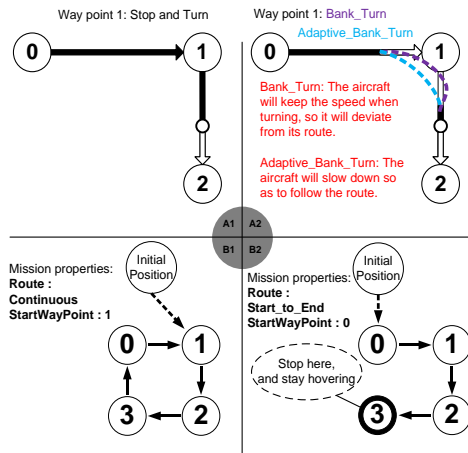 Way point 1: Stop and Turn
0
1
2
Way point 1: Bank_Turn
Adaptive_Bank_Turn
0
1
Bank_Turn: The aircraft
will keep the speed when
turning, so it will deviate
from its route.
Adaptive_Bank_Turn: The
aircraft will slow down so
as to follow the route.
2
A1 A2
B1 B2
Mission properties:
Route :
Continuous
StartWayPoint : 1
Initial
Position
0
1
3
2
Mission properties:
Route :
Start_to_End
StartWayPoint : 0
Initial
Position
0
1
Stop here,
and stay hovering
3
2